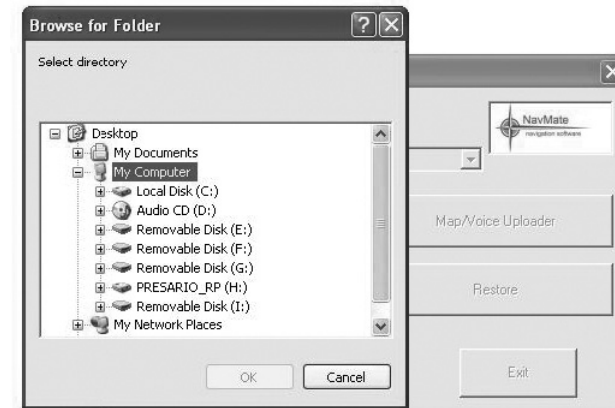 Browse for Folder
Select directory
Desktop
My Documents
My Computer
Local Disk (C:)
Audio CD (D:)
Removable Disk (E:)
Removable Disk (F:)
Removable Disk (G:)
PRESARIO_RP (H:)
Removable Disk (I:)
My Network Places
OK
Cancel
NavMate
navigation software
Map/Voice Uploader
Restore
Exit